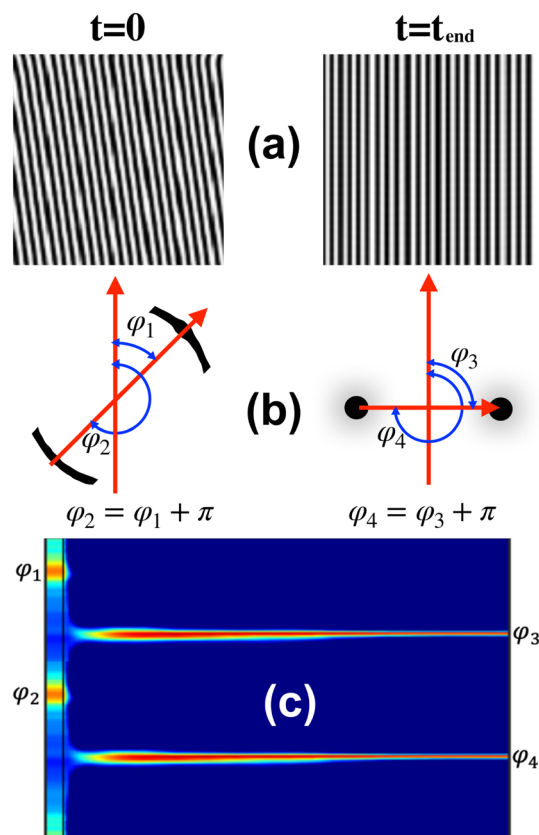 t=0 t=t_end
(a)
φ₁ φ₃
(b)
φ₂ φ₄
φ₂ = φ₁ + π φ₄ = φ₃ + π
φ₁
φ₃
φ₂ (c)
φ₄